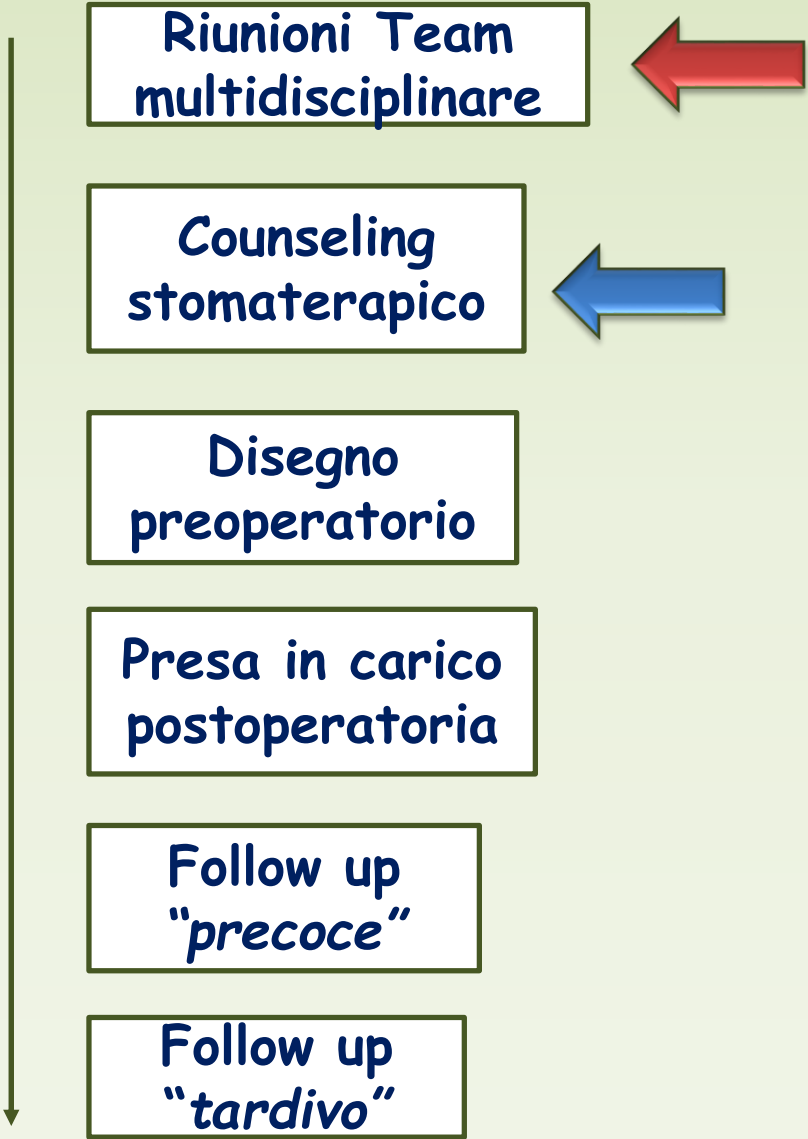 Riunioni Team
multidisciplinare
Counseling
stomaterapico
Disegno
preoperatorio
Presa in carico
postoperatoria
Follow up
“precoce”
Follow up
“tardivo”